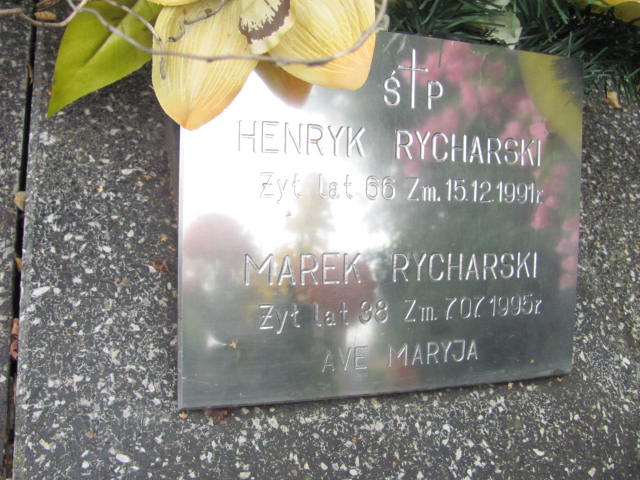 Ś†P
HENRYK RYCHARSKI
Żył lat 66 Zm. 15.12.1991r.
MAREK RYCHARSKI
Żył lat 38 Zm. 7.07.1995r.
AVE MARYJA